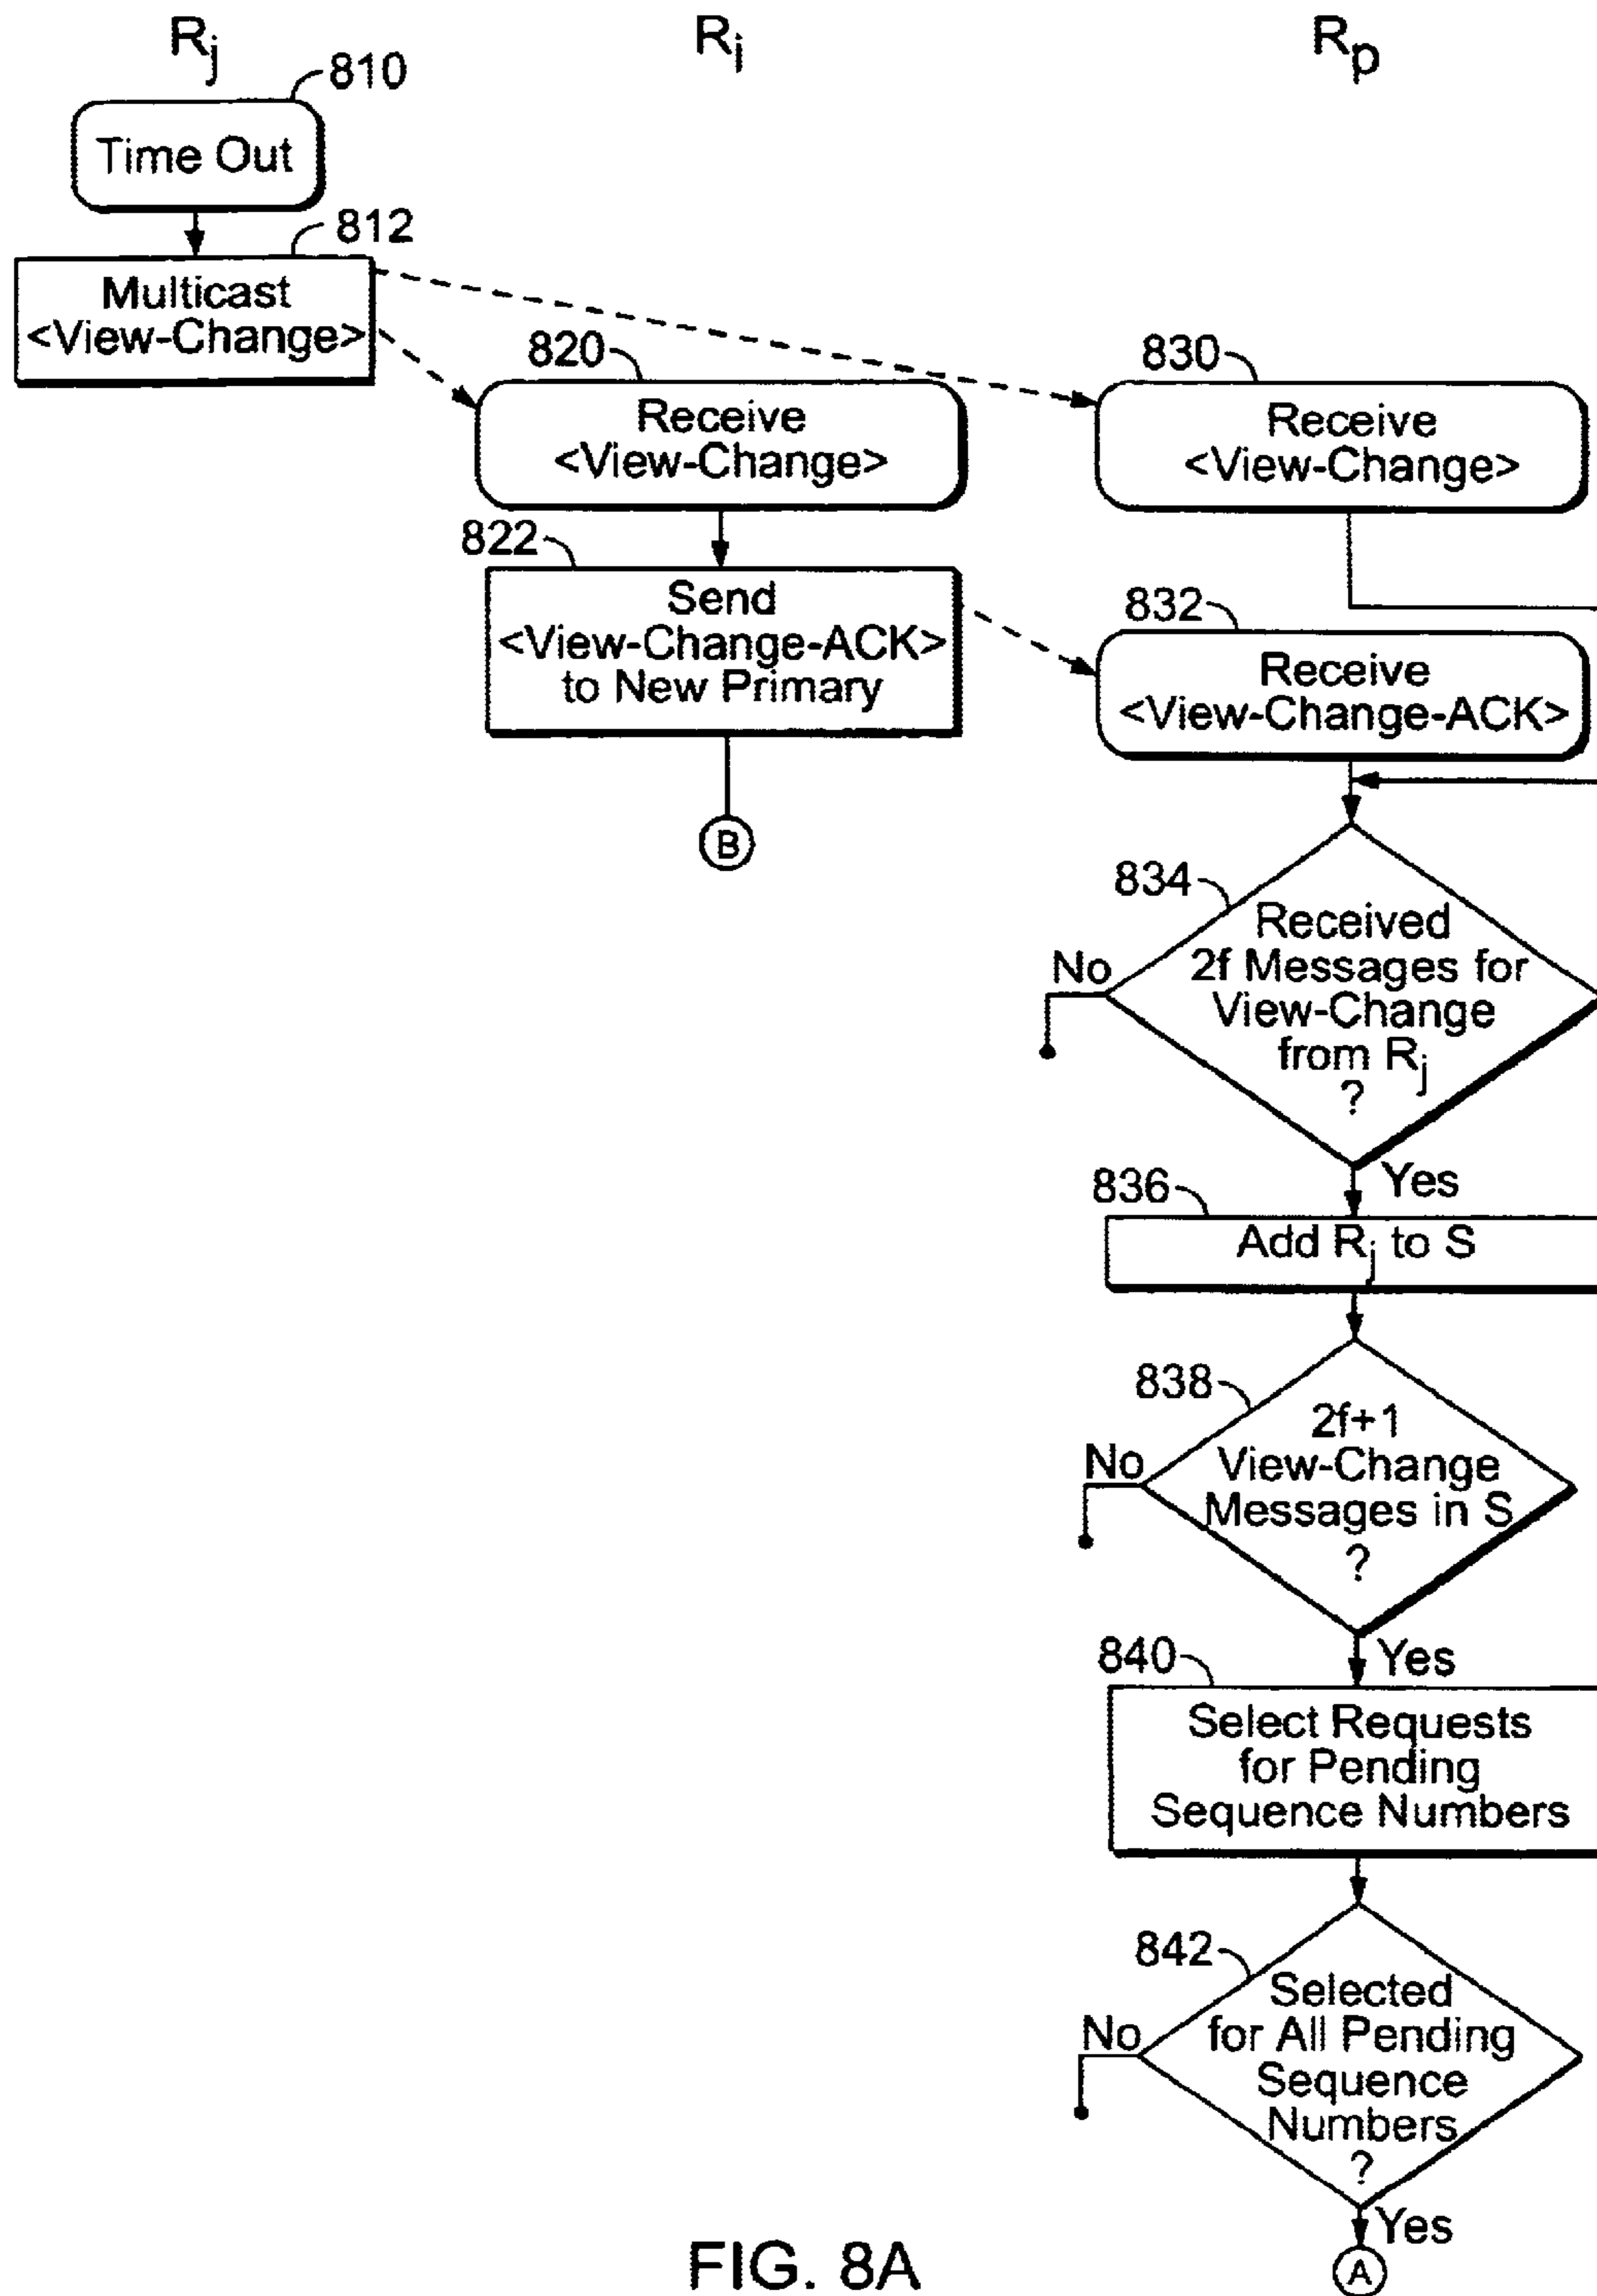 Rj
Ri
Rp
810
Time Out
812
Multicast
<View-Change>
820
Receive
<View-Change>
830
Receive
<View-Change>
822
Send
<View-Change-ACK>
to New Primary
832
Receive
<View-Change-ACK>
B
834
Received
2f Messages for
View-Change
from Rj
?
No
Yes
836
Add Rj to S
838
2f+1
View-Change
Messages in S
?
No
Yes
840
Select Requests
for Pending
Sequence Numbers
842
Selected
for All Pending
Sequence
Numbers
?
No
Yes
A
FIG. 8A